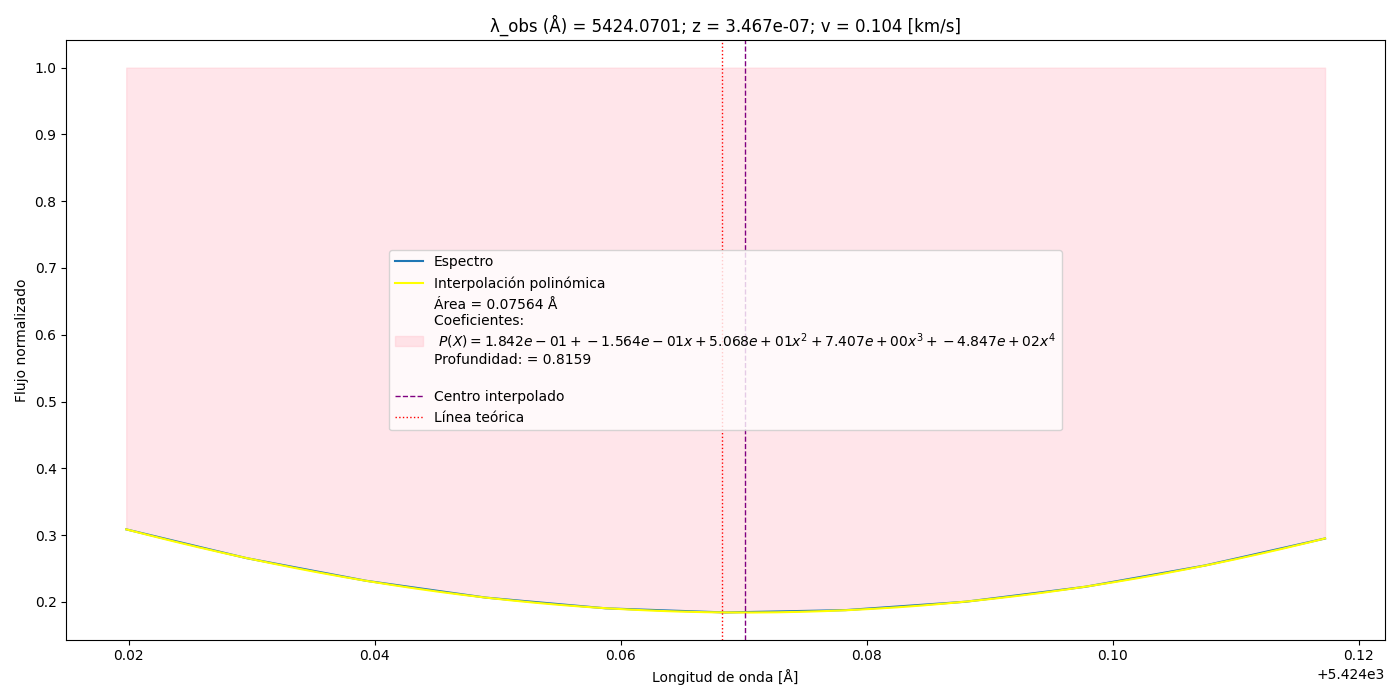 λ_obs (Å) = 5424.0701; z = 3.467e-07; v = 0.104 [km/s]
Flujo normalizado
1.0
0.9
0.8
0.7
0.6
0.5
0.4
0.3
0.2
Espectro
Interpolación polinómica
Área = 0.07564 Å
Coeficientes:
P(X) = 1.842e − 01 + −1.564e − 01x + 5.068e + 01x² + 7.407e + 00x³ + −4.847e + 02x⁴
Profundidad: = 0.8159
Centro interpolado
Línea teórica
0.02 0.04 0.06 0.08 0.10 0.12
+5.424e3
Longitud de onda [Å]